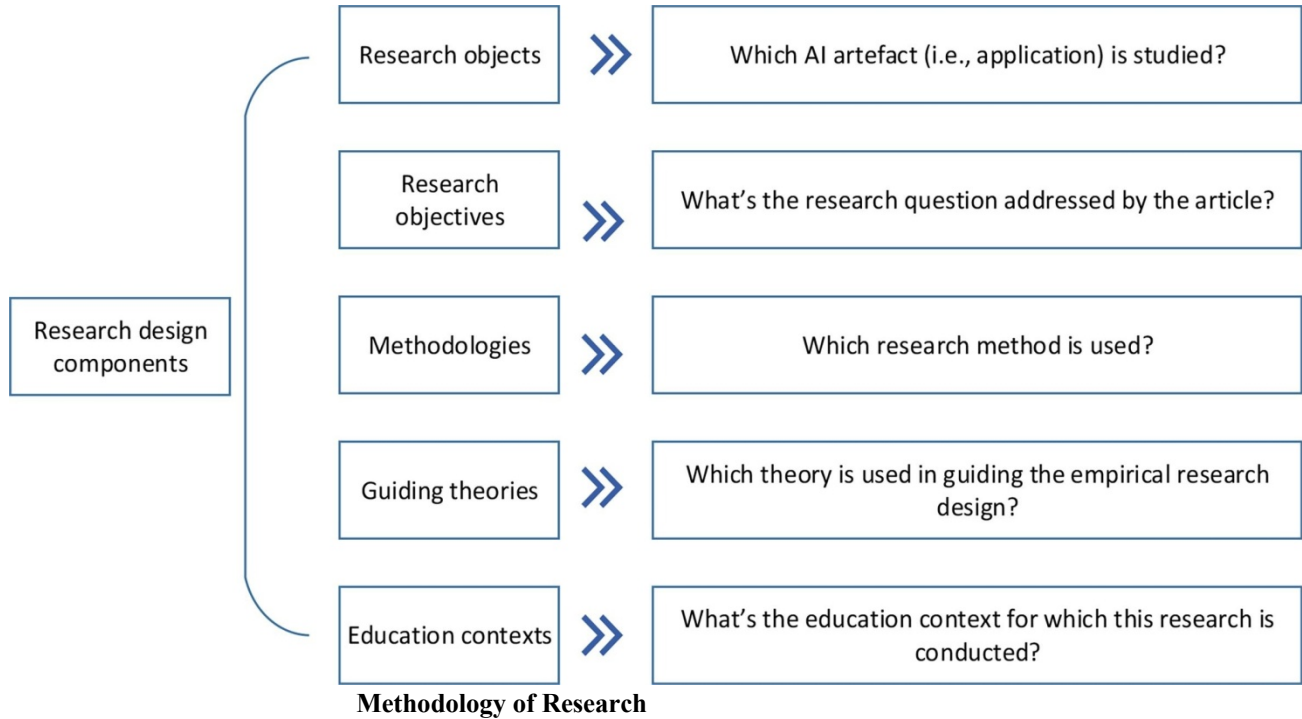 Research objects
Which AI artefact (i.e., application) is studied?
Research
objectives
What's the research question addressed by the article?
Research design
components
Methodologies
Which research method is used?
Guiding theories
Which theory is used in guiding the empirical research
design?
Education contexts
What's the education context for which this research is
conducted?
Methodology of Research